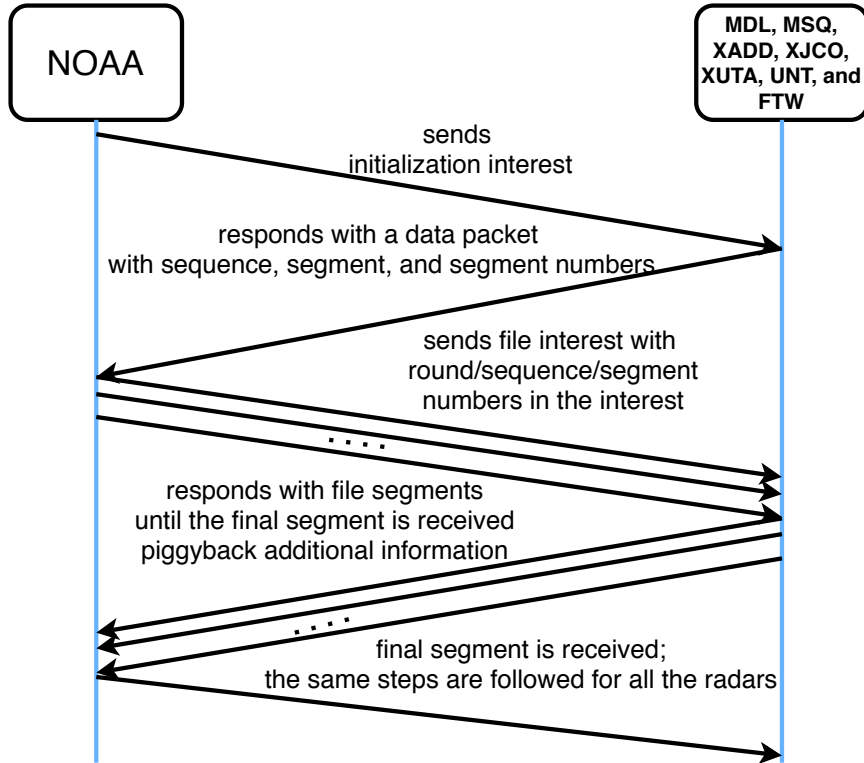 NOAA
MDL, MSQ,
XADD, XJCO,
XUTA, UNT, and
FTW
sends
initialization interest
responds with a data packet
with sequence, segment, and segment numbers
sends file interest with
round/sequence/segment
numbers in the interest
. . . .
responds with file segments
until the final segment is received
piggyback additional information
. . . .
final segment is received;
the same steps are followed for all the radars